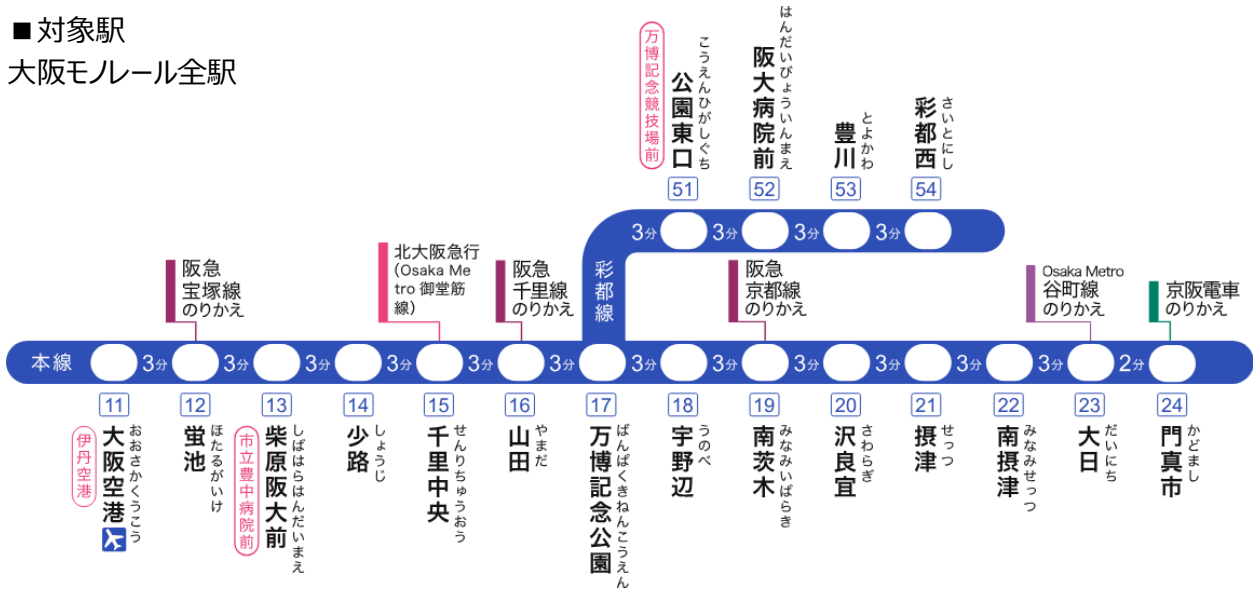 ■対象駅
大阪モノレール全駅
万博記念競技場前
公園東口
こうえんひがしぐち
51
阪大病院前
はんだいびょういんまえ
52
豊川
とよかわ
53
彩都西
さいとにし
54
3分
3分
3分
3分
彩都線
阪急
宝塚線
のりかえ
北大阪急行
(Osaka Me
tro 御堂筋
線）
阪急
千里線
のりかえ
阪急
京都線
のりかえ
Osaka Metro
谷町線
のりかえ
京阪電車
のりかえ
本線
3分
3分
3分
3分
3分
3分
3分
3分
3分
3分
3分
3分
2分
11
伊丹空港
大阪空港
おおさかくうこう
12
蛍池
ほたるがいけ
13
市立豊中病院前
柴原阪大前
しばはらはんだいまえ
14
少路
しょうじ
15
千里中央
せんりちゅうおう
16
山田
やまだ
17
万博記念公園
ばんぱくきねんこうえん
18
宇野辺
うのべ
19
南茨木
みなみいばらき
20
沢良宜
さわらぎ
21
摂津
せっつ
22
南摂津
みなみせっつ
23
大日
だいにち
24
門真市
かどまし